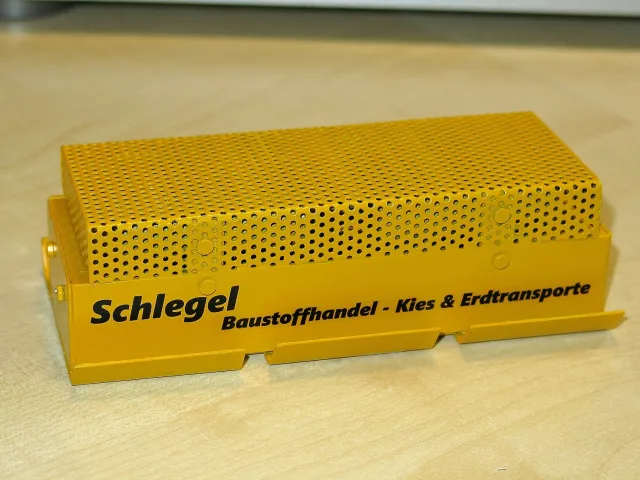 Schlegel
Baustoffhandel - Kies & Erdtransporte